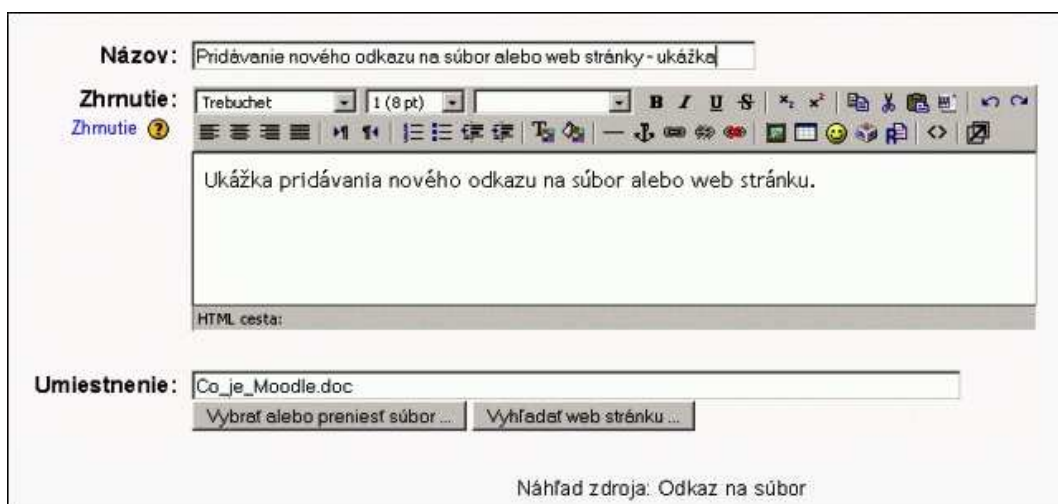 Názov: Pridávanie nového odkazu na súbor alebo web stránky - ukážka
Zhrnutie: Trebuchet 1 (8 pt) B I U S
Zhrnutie ?
Ukážka pridávania nového odkazu na súbor alebo web stránku.
HTML cesta:
Umiestnenie: Co_je_Moodle.doc
Vybrať alebo preniesť súbor ... Vyhľadať web stránku ...
Náhľad zdroja: Odkaz na súbor